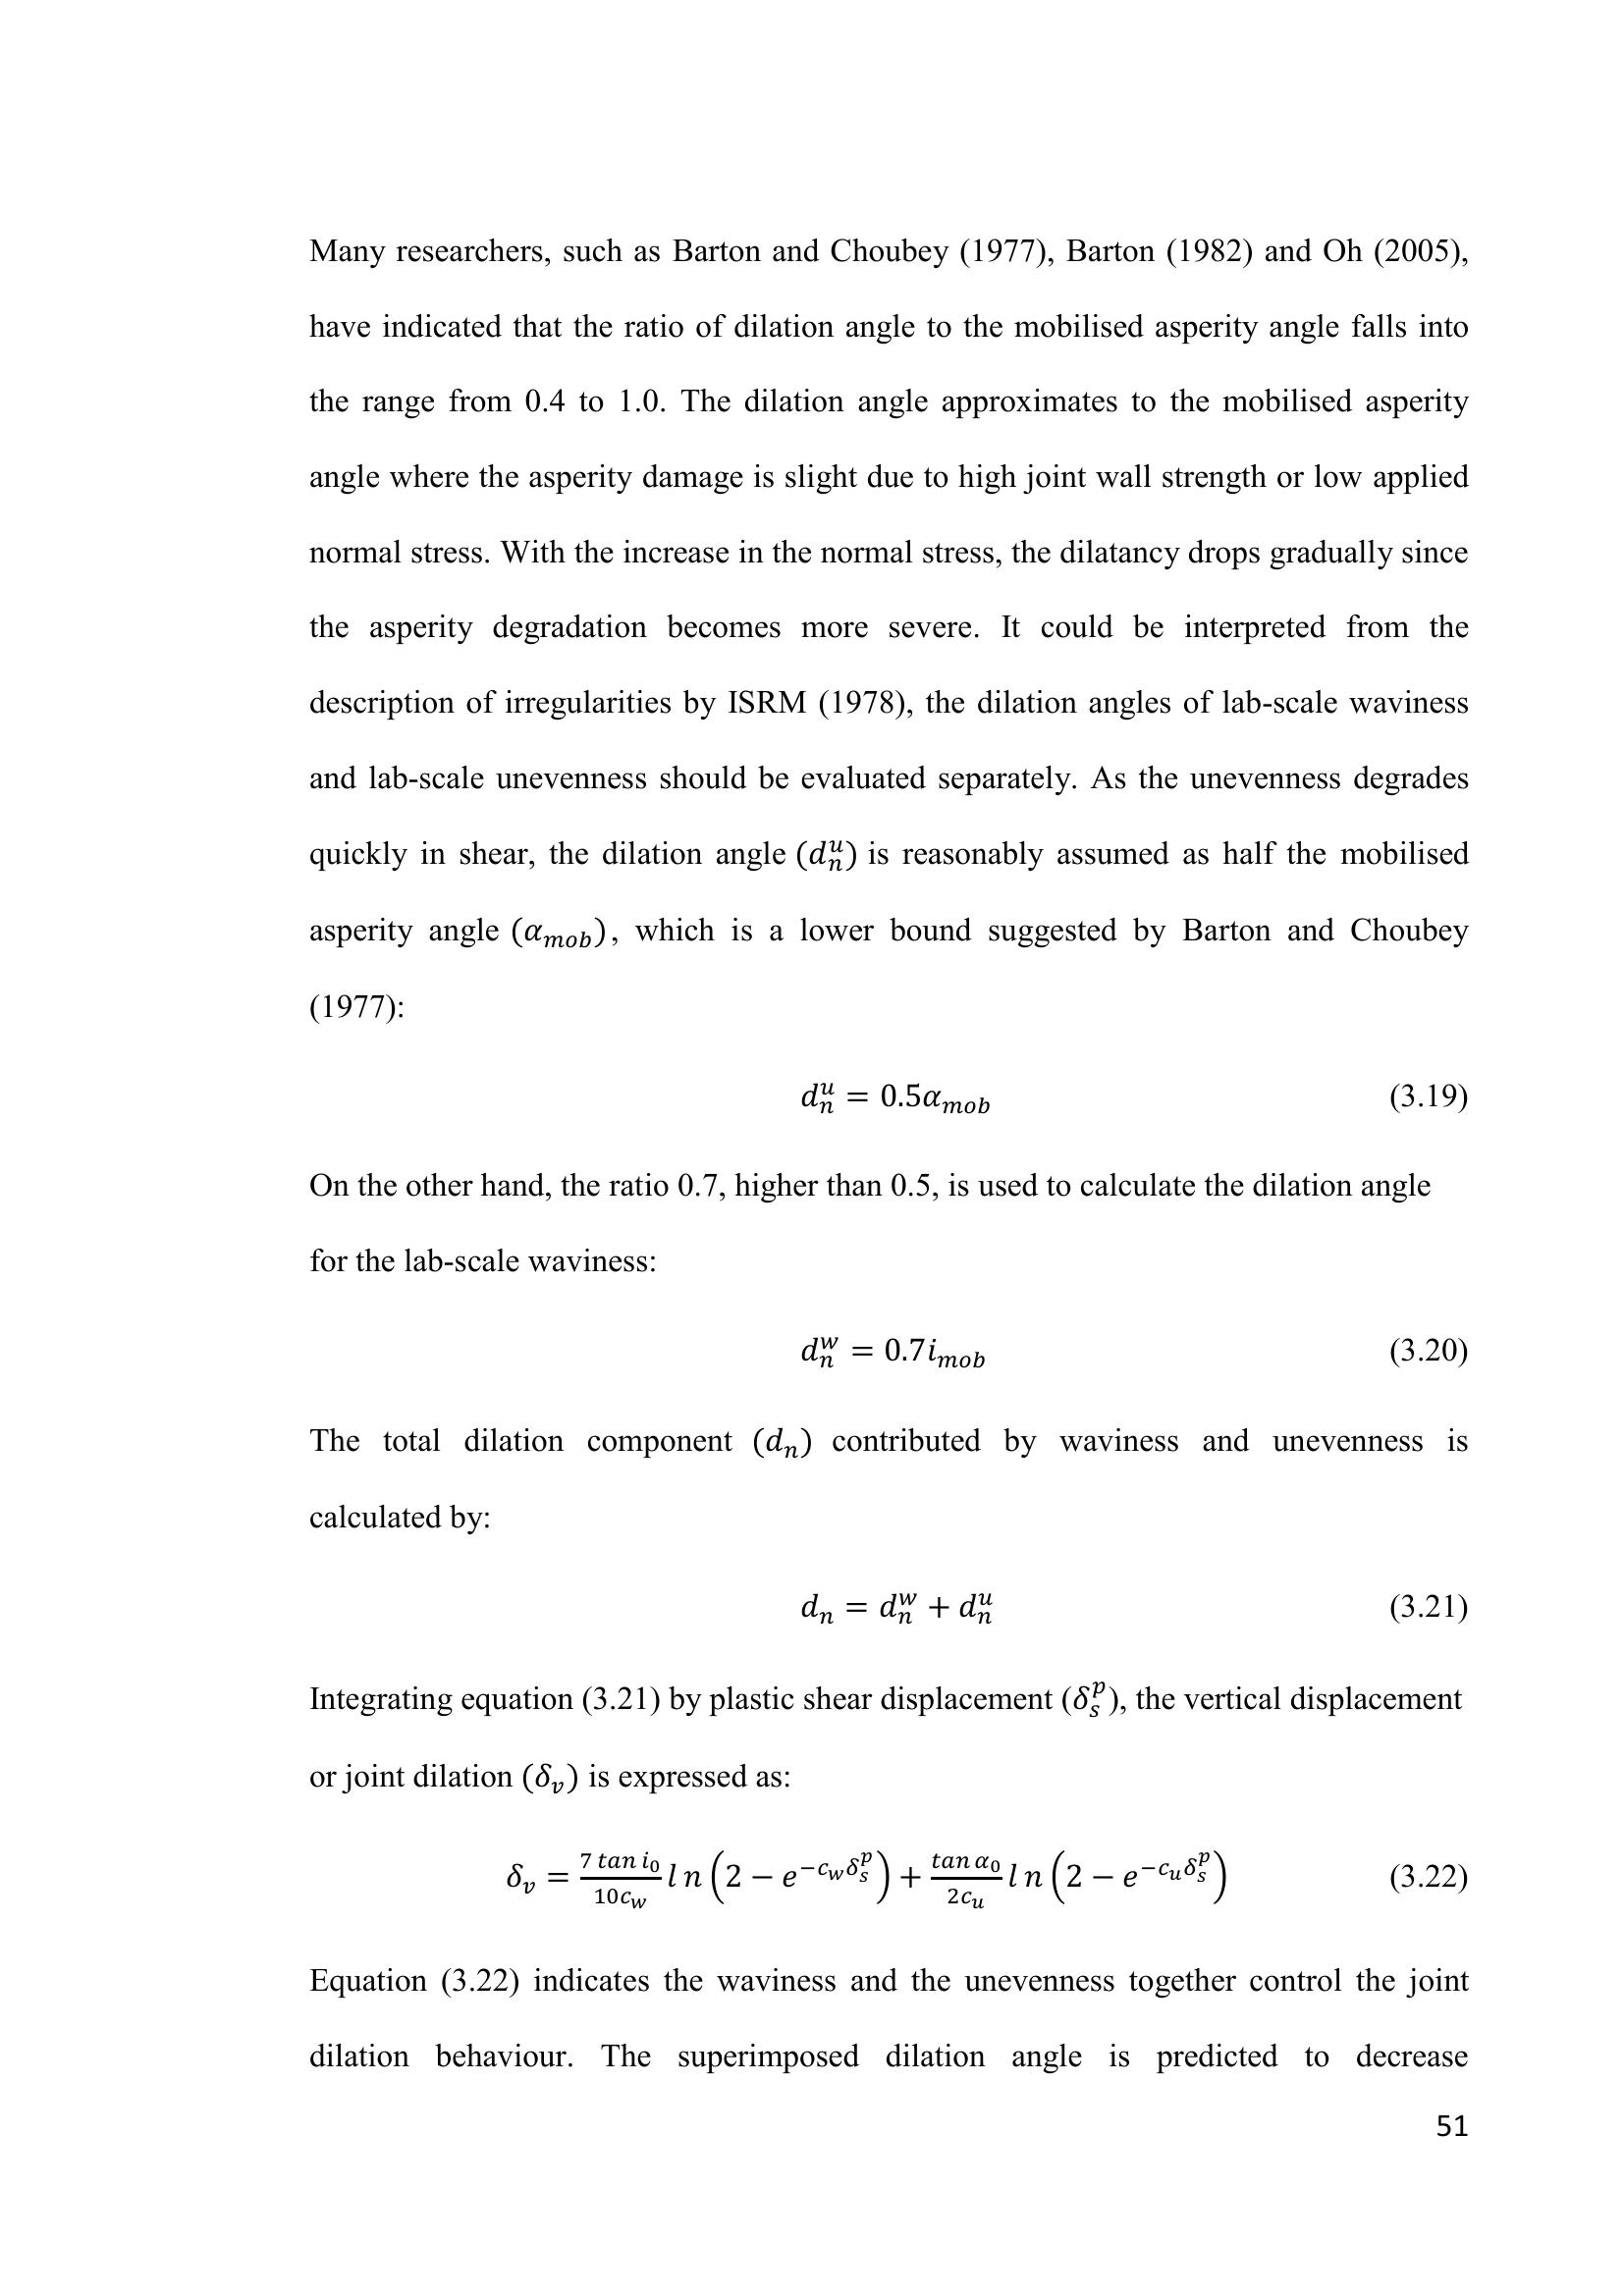 Many researchers, such as Barton and Choubey (1977), Barton (1982) and Oh (2005),
have indicated that the ratio of dilation angle to the mobilised asperity angle falls into
the range from 0.4 to 1.0. The dilation angle approximates to the mobilised asperity
angle where the asperity damage is slight due to high joint wall strength or low applied
normal stress. With the increase in the normal stress, the dilatancy drops gradually since
the asperity degradation becomes more severe. It could be interpreted from the
description of irregularities by ISRM (1978), the dilation angles of lab-scale waviness
and lab-scale unevenness should be evaluated separately. As the unevenness degrades
quickly in shear, the dilation angle $(d_n^u)$ is reasonably assumed as half the mobilised
asperity angle $(\alpha_{mob})$, which is a lower bound suggested by Barton and Choubey
(1977):
$d_n^u = 0.5\alpha_{mob}$ (3.19)
On the other hand, the ratio 0.7, higher than 0.5, is used to calculate the dilation angle
for the lab-scale waviness:
$d_n^w = 0.7i_{mob}$ (3.20)
The total dilation component $(d_n)$ contributed by waviness and unevenness is
calculated by:
$d_n = d_n^w + d_n^u$ (3.21)
Integrating equation (3.21) by plastic shear displacement ($\delta_s^p$), the vertical displacement
or joint dilation $(\delta_v)$ is expressed as:
$\delta_v = \frac{7 \tan i_0}{10c_w} ln\left(2 - e^{-c_w\delta_s^p}\right) + \frac{\tan \alpha_0}{2c_u} ln\left(2 - e^{-c_u\delta_s^p}\right)$ (3.22)
Equation (3.22) indicates the waviness and the unevenness together control the joint
dilation behaviour. The superimposed dilation angle is predicted to decrease
51